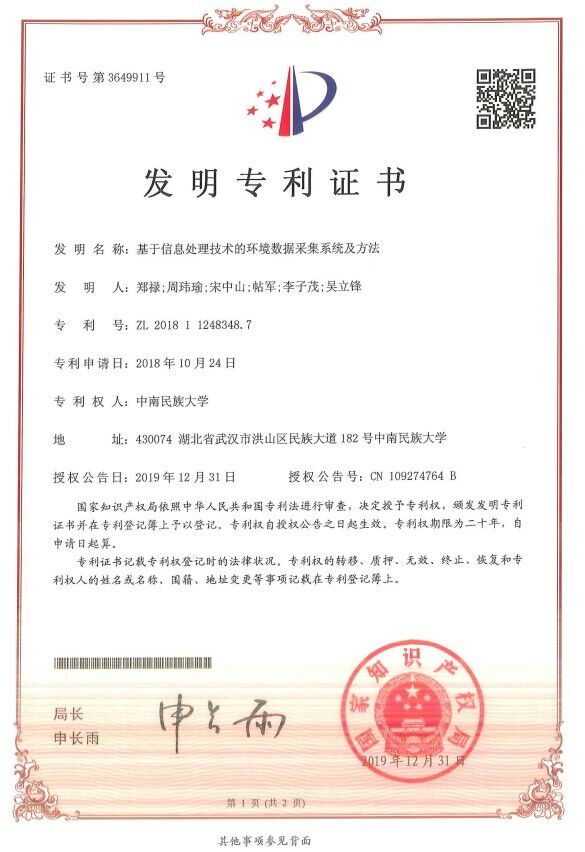 证书号第3649911号
发明专利证书
发明名称：基于信息处理技术的环境数据采集系统及方法
发明人：郑禄;周玮瑜;宋中山;帖军;李子茂;吴立锋
专利号：ZL 2018 1 1248348.7
专利申请日：2018年10月24日
专利权人：中南民族大学
地址：430074 湖北省武汉市洪山区民族大道182号中南民族大学
授权公告日：2019年12月31日 授权公告号：CN 109274764 B
国家知识产权局依照中华人民共和国专利法进行审查，决定授予专利权，颁发发明专利
证书并在专利登记簿上予以登记。专利权自授权公告之日起生效。专利权期限为二十年，自
申请日起算。
专利证书记载专利权登记时的法律状况。专利权的转移、质押、无效、终止、恢复和专
利权人的姓名或名称、国籍、地址变更等事项记载在专利登记簿上。
局长
申长雨
申长雨
国家知识产权局
2019年12月31日
第1页(共2页)
其他事项参见背面